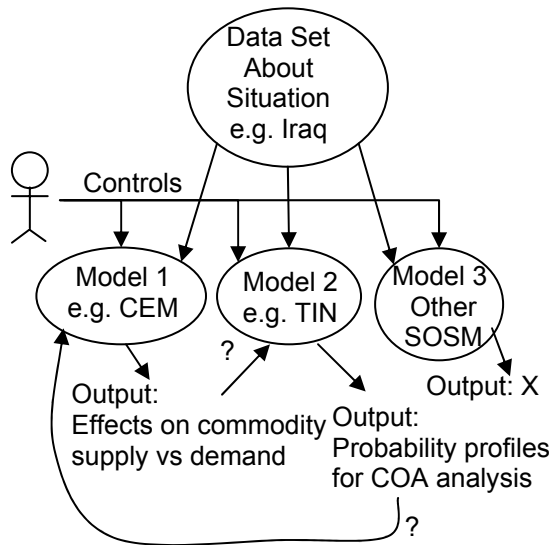 Data Set
About
Situation
e.g. Iraq
Controls
Model 1
e.g. CEM
Model 2
e.g. TIN
Model 3
Other
SOSM
?
Output:
Effects on commodity
supply vs demand
Output:
Probability profiles
for COA analysis
Output: X
?